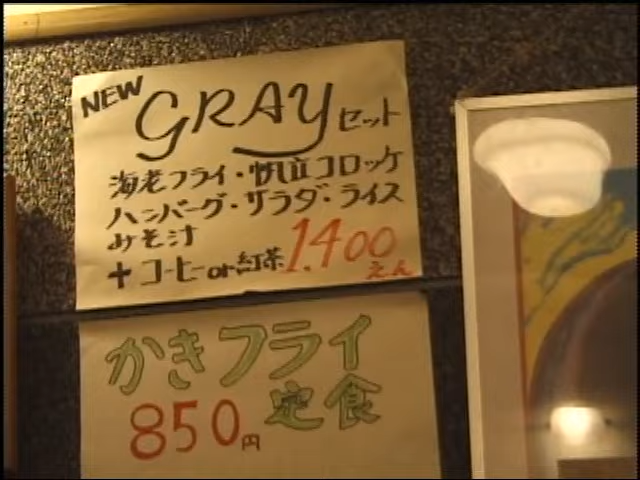 NEW
GRAYセット
海老フライ・帆立コロッケ
ハンバーグ・サラダ・ライス
みそ汁
+コーヒーor紅茶 1.400えん
かきフライ
定食
850円